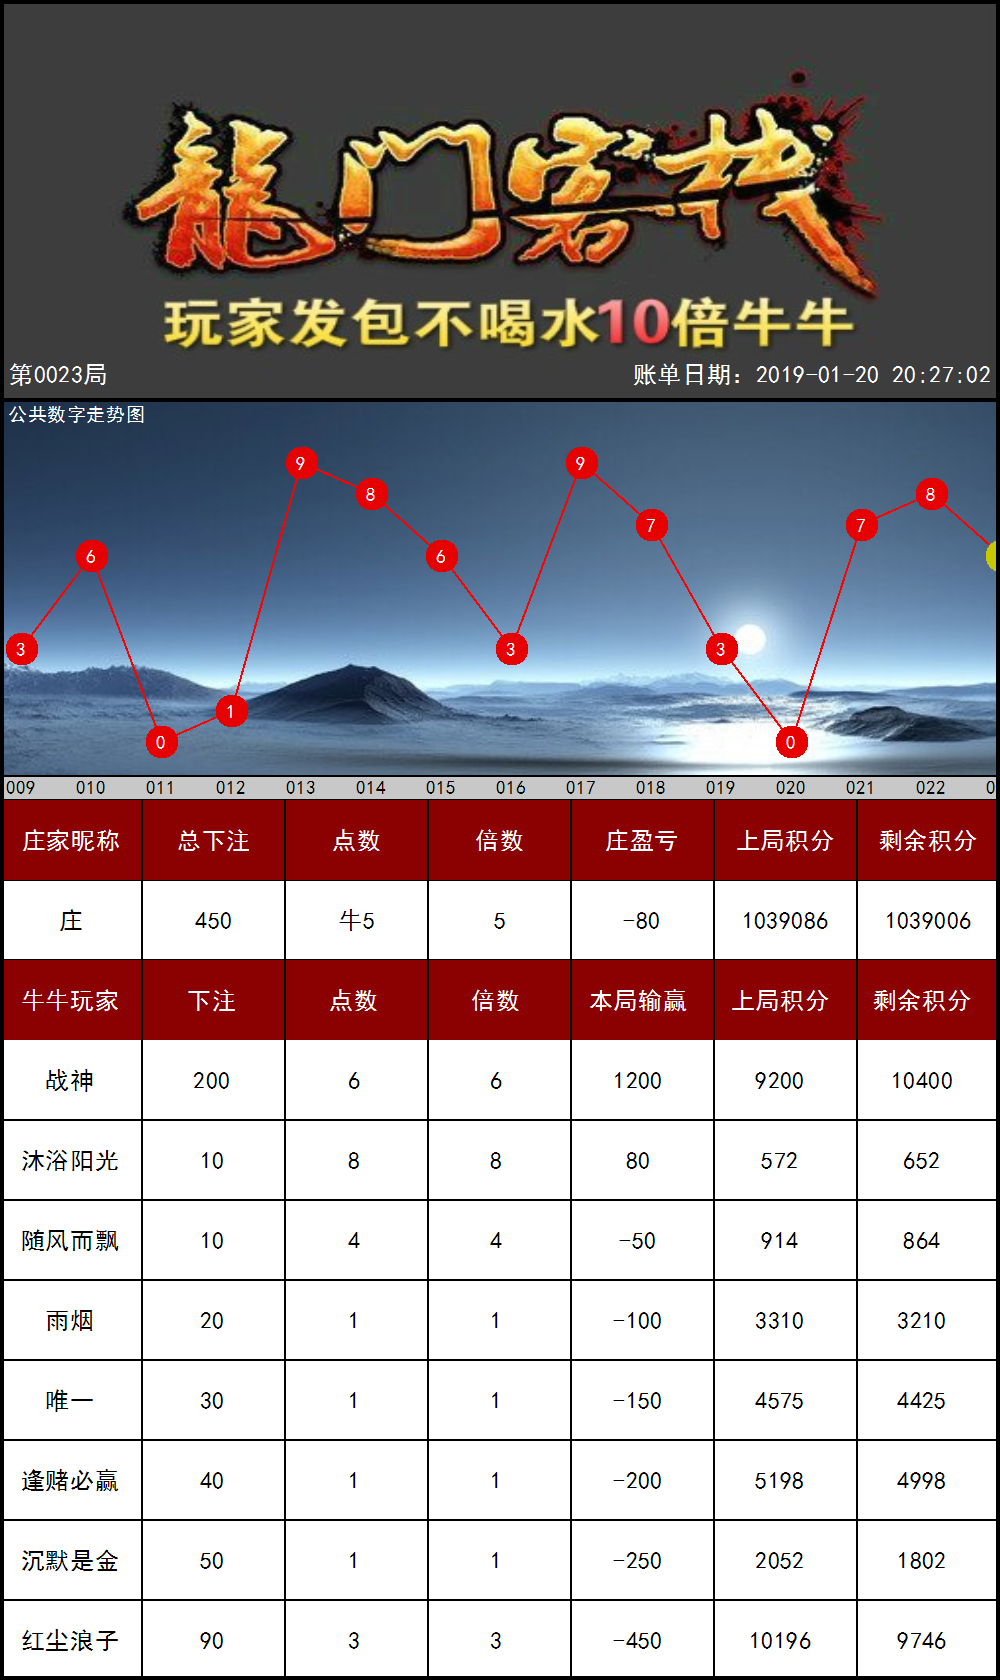 龍门客栈
玩家发包不喝水10倍牛牛
第0023局 账单日期：2019-01-20 20:27:02
公共数字走势图
3 6 0 1 9 8 6 3 9 7 3 0 7 8
009 010 011 012 013 014 015 016 017 018 019 020 021 022 0
庄家昵称 总下注 点数 倍数 庄盈亏 上局积分 剩余积分
庄 450 牛5 5 -80 1039086 1039006
牛牛玩家 下注 点数 倍数 本局输赢 上局积分 剩余积分
战神 200 6 6 1200 9200 10400
沐浴阳光 10 8 8 80 572 652
随风而飘 10 4 4 -50 914 864
雨烟 20 1 1 -100 3310 3210
唯一 30 1 1 -150 4575 4425
逢赌必赢 40 1 1 -200 5198 4998
沉默是金 50 1 1 -250 2052 1802
红尘浪子 90 3 3 -450 10196 9746